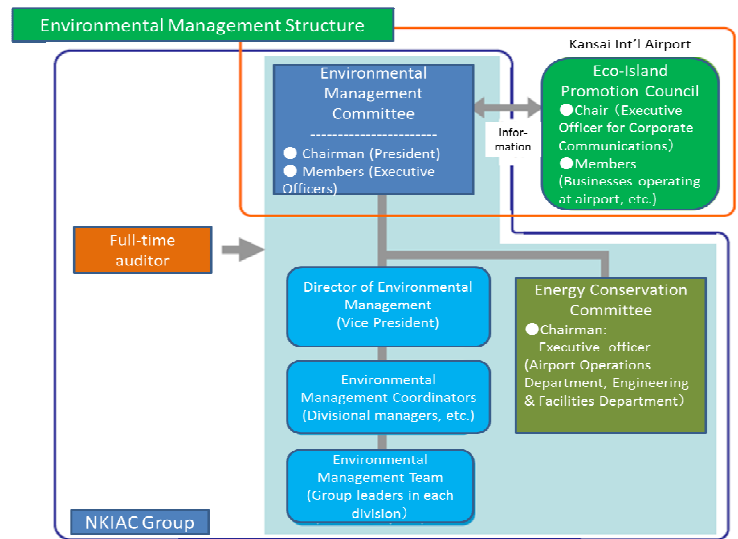 Environmental Management Structure
Kansai Int'l Airport
Environmental
Management
Committee
-----------------------
● Chairman (President)
● Members (Executive
Officers)
Infor-
mation
Eco-Island
Promotion Council
●Chair（Executive
Officer for Corporate
Communications）
●Members
(Businesses operating
at airport, etc.)
Full-time
auditor
Director of Environmental
Management
(Vice President)
Energy Conservation
Committee
●Chairman:
Executive officer
(Airport Operations
Department, Engineering
& Facilities Department）
Environmental
Management Coordinators
(Divisional managers, etc.)
Environmental
Management Team
(Group leaders in each
division）
NKIAC Group